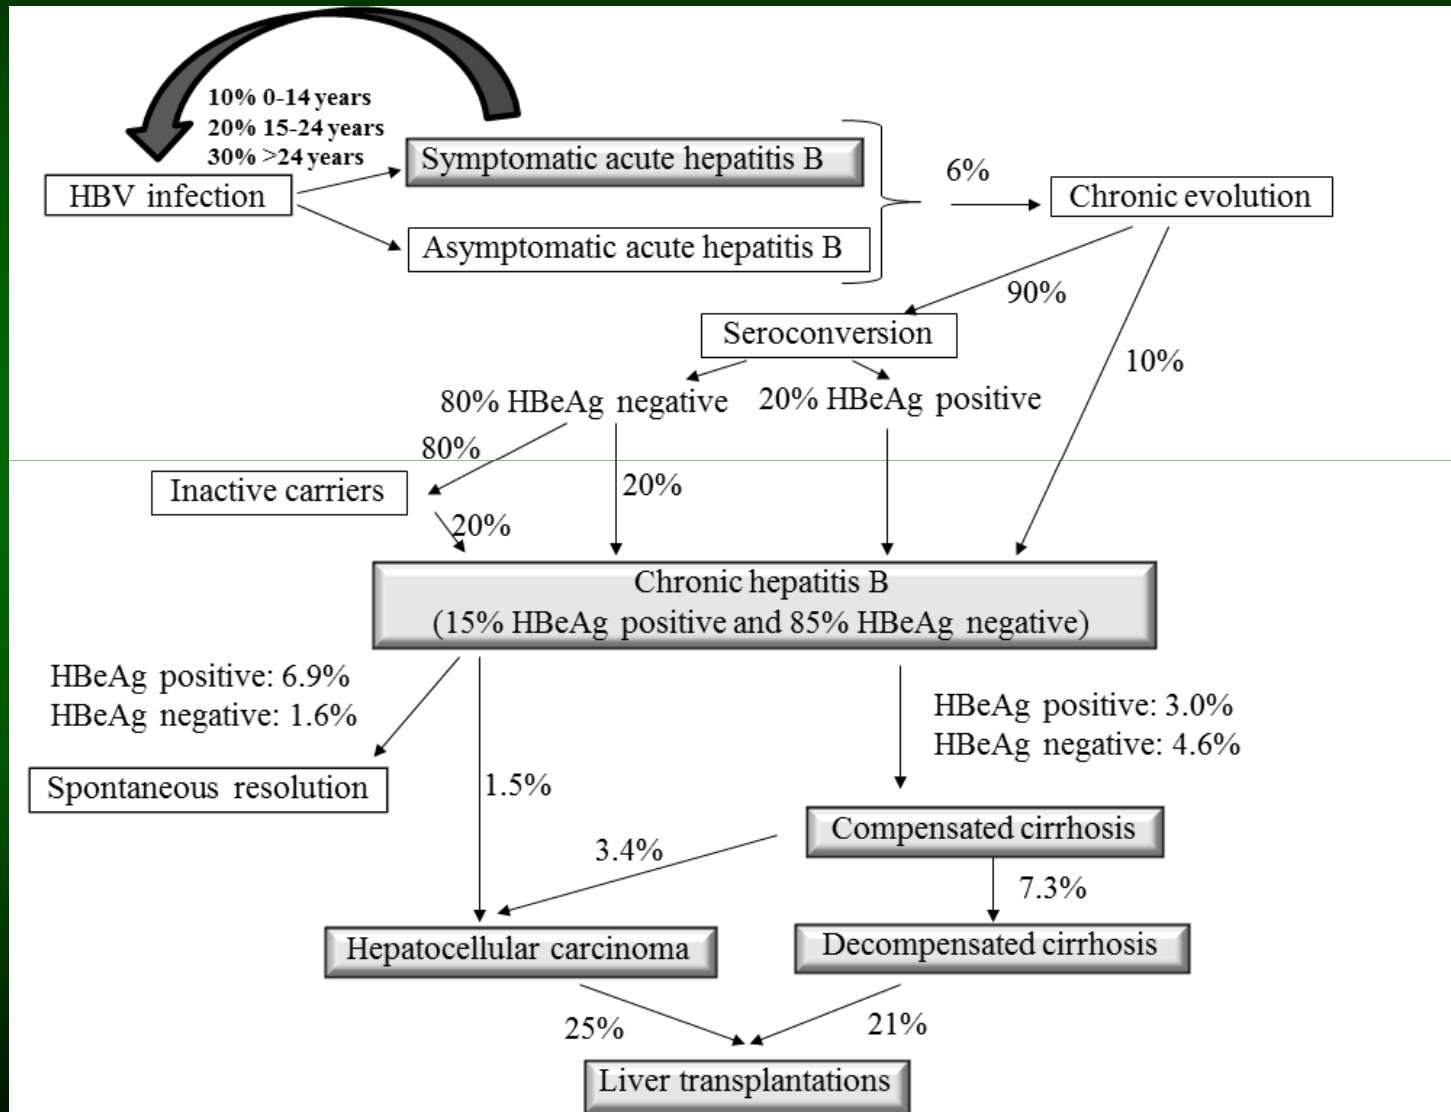 10% 0-14 years
20% 15-24 years
30% >24 years
Symptomatic acute hepatitis B
HBV infection
Asymptomatic acute hepatitis B
6%
Chronic evolution
90%
Seroconversion
10%
80% HBeAg negative
20% HBeAg positive
80%
Inactive carriers
20%
20%
Chronic hepatitis B
(15% HBeAg positive and 85% HBeAg negative)
HBeAg positive: 6.9%
HBeAg negative: 1.6%
HBeAg positive: 3.0%
HBeAg negative: 4.6%
Spontaneous resolution
1.5%
Compensated cirrhosis
3.4%
7.3%
Hepatocellular carcinoma
Decompensated cirrhosis
25%
21%
Liver transplantations